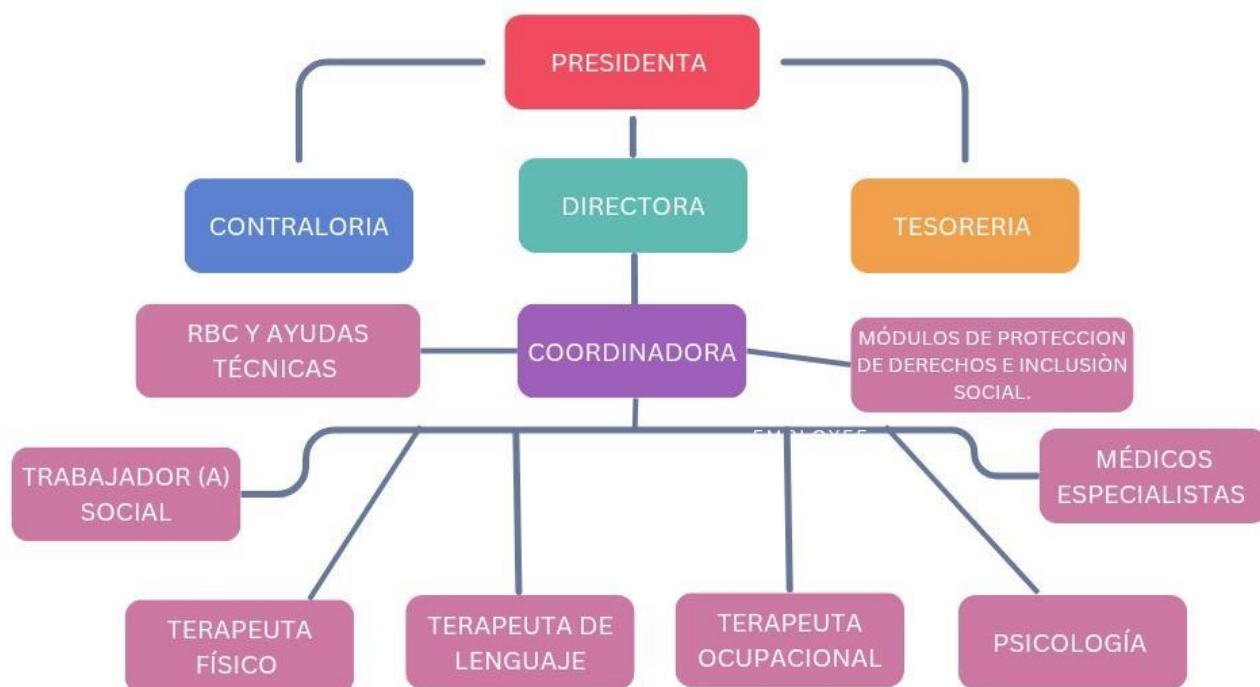 PRESIDENTA
CONTRALORIA
DIRECTORA
TESORERIA
RBC Y AYUDAS
TÉCNICAS
COORDINADORA
MÓDULOS DE PROTECCION
DE DERECHOS E INCLUSIÒN
SOCIAL.
EMPLOYEE
TRABAJADOR (A)
SOCIAL
MÉDICOS
ESPECIALISTAS
TERAPEUTA
FÍSICO
TERAPEUTA DE
LENGUAJE
TERAPEUTA
OCUPACIONAL
PSICOLOGÍA